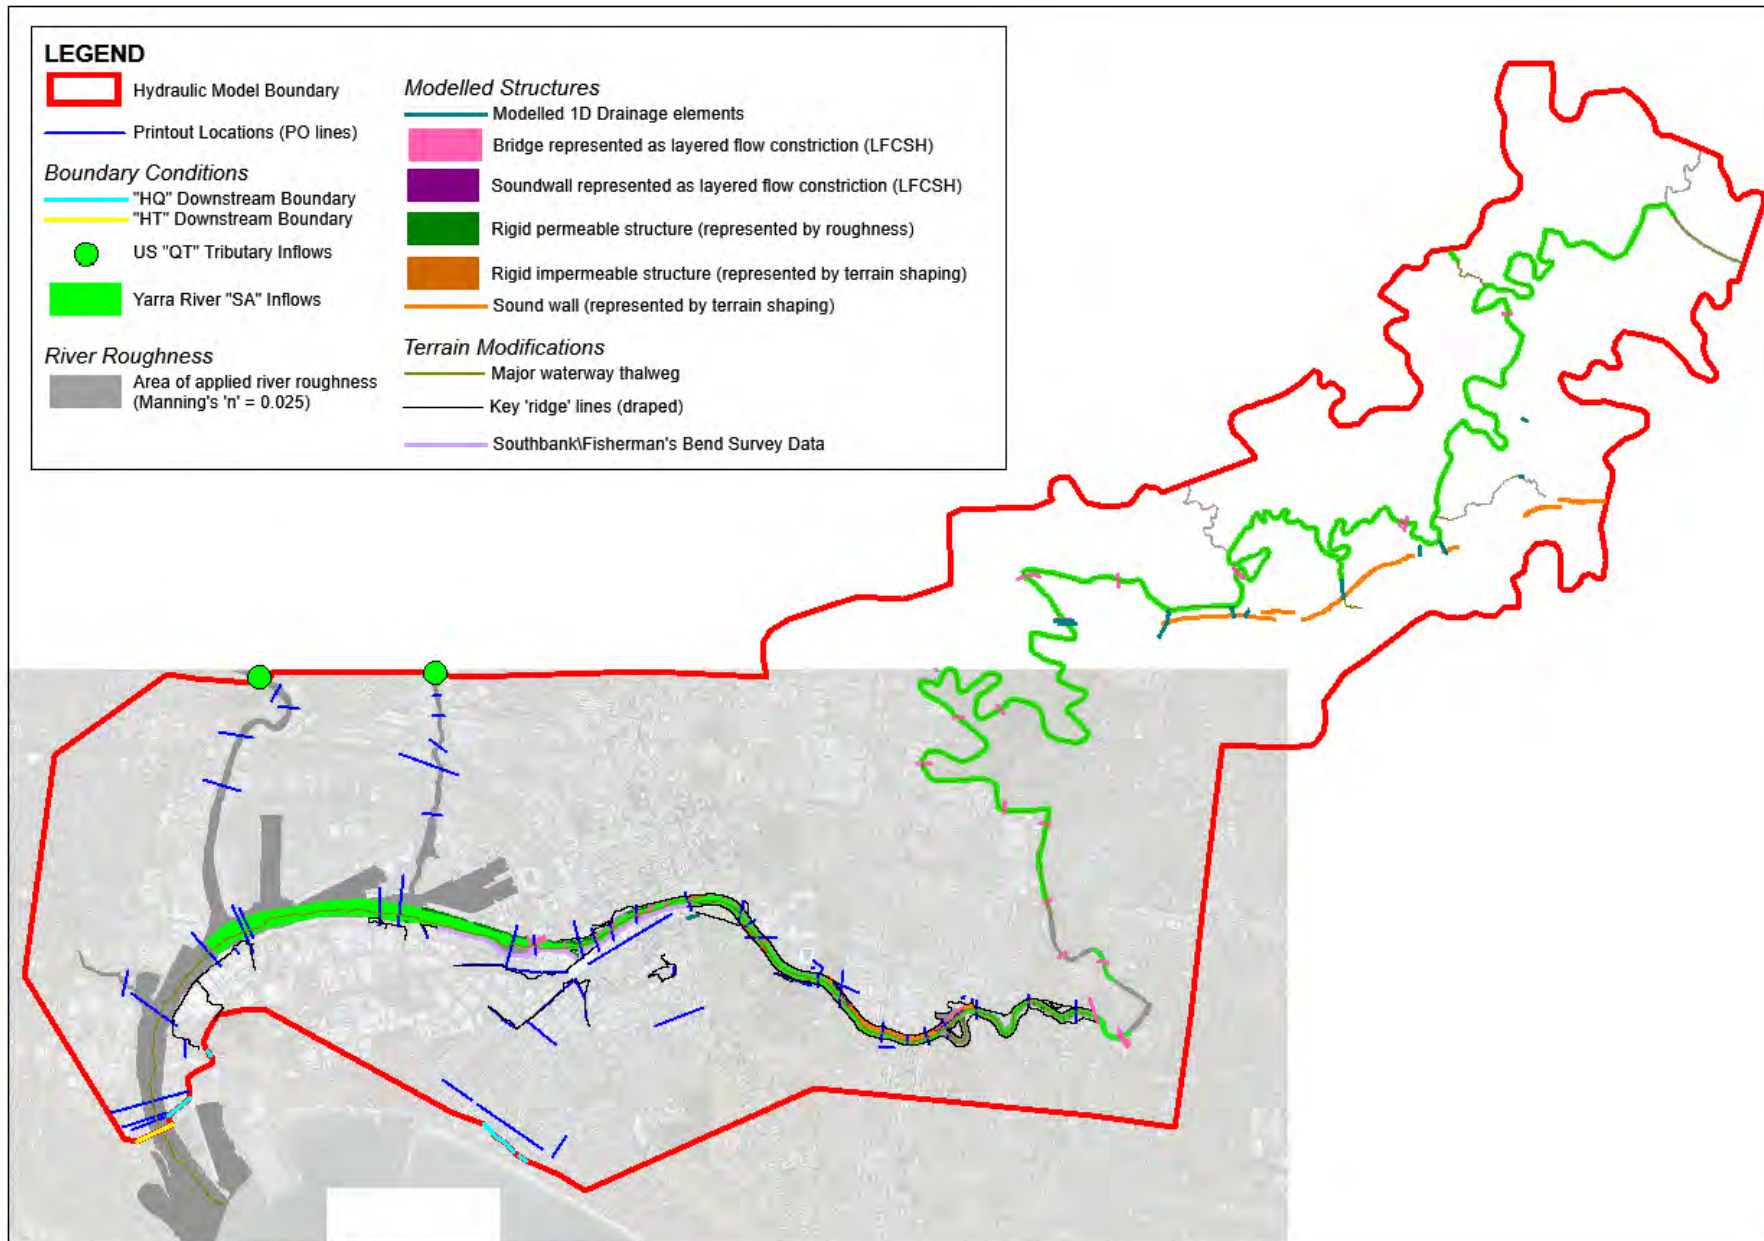 LEGEND
Hydraulic Model Boundary
Printout Locations (PO lines)
Boundary Conditions
"HQ" Downstream Boundary
"HT" Downstream Boundary
US "QT" Tributary Inflows
Yarra River "SA" Inflows
River Roughness
Area of applied river roughness
(Manning's 'n' = 0.025)
Modelled Structures
Modelled 1D Drainage elements
Bridge represented as layered flow constriction (LFCSH)
Soundwall represented as layered flow constriction (LFCSH)
Rigid permeable structure (represented by roughness)
Rigid impermeable structure (represented by terrain shaping)
Sound wall (represented by terrain shaping)
Terrain Modifications
Major waterway thalweg
Key 'ridge' lines (draped)
Southbank\Fisherman's Bend Survey Data